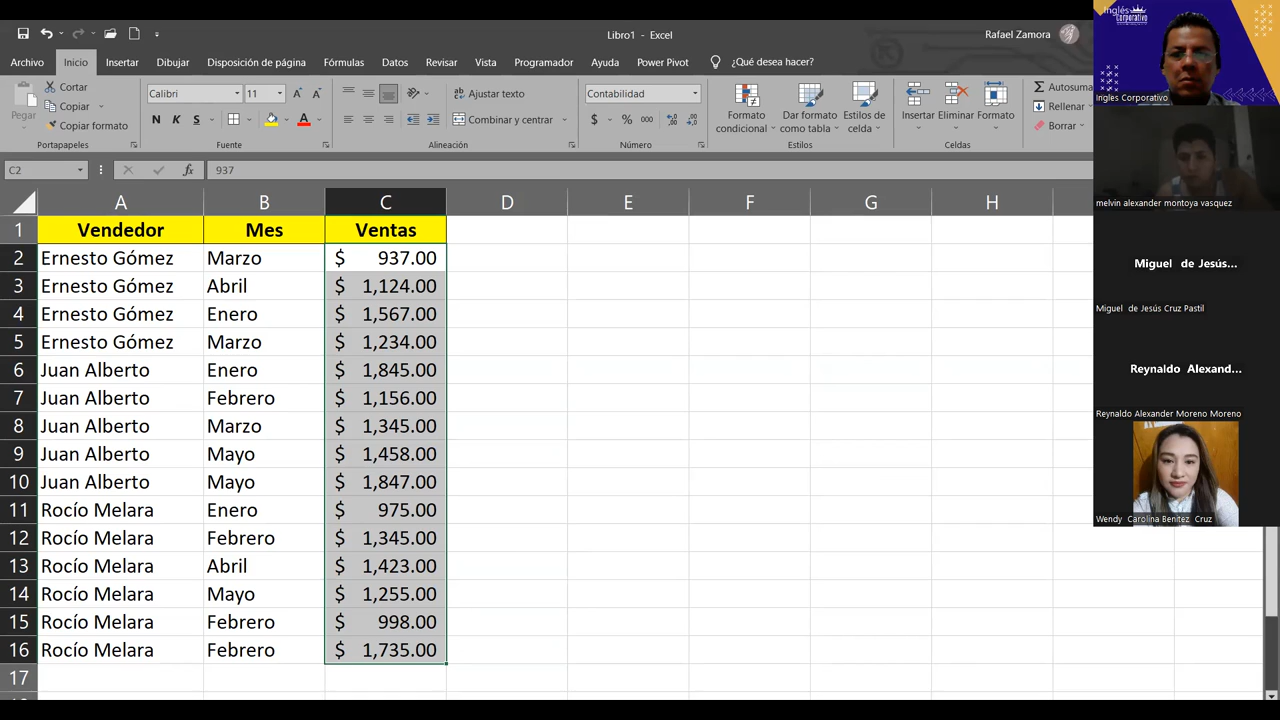 Libro1 - Excel
Rafael Zamora
Archivo Inicio Insertar Dibujar Disposición de página Fórmulas Datos Revisar Vista Programador Ayuda Power Pivot ¿Qué desea hacer?
Pegar
Cortar
Copiar
Copiar formato
Portapapeles
Calibri 11
N K S
Fuente
Ajustar texto
Combinar y centrar
Alineación
Contabilidad
$ % 000
Número
Formato condicional
Dar formato como tabla
Estilos de celda
Estilos
Insertar Eliminar Formato
Celdas
Autosuma
Rellenar
Borrar
C2 fx 937
A B C D E F G H
1 Vendedor Mes Ventas
2 Ernesto Gómez Marzo $ 937.00
3 Ernesto Gómez Abril $ 1,124.00
4 Ernesto Gómez Enero $ 1,567.00
5 Ernesto Gómez Marzo $ 1,234.00
6 Juan Alberto Enero $ 1,845.00
7 Juan Alberto Febrero $ 1,156.00
8 Juan Alberto Marzo $ 1,345.00
9 Juan Alberto Mayo $ 1,458.00
10 Juan Alberto Mayo $ 1,847.00
11 Rocío Melara Enero $ 975.00
12 Rocío Melara Febrero $ 1,345.00
13 Rocío Melara Abril $ 1,423.00
14 Rocío Melara Mayo $ 1,255.00
15 Rocío Melara Febrero $ 998.00
16 Rocío Melara Febrero $ 1,735.00
17
Inglés
Corporativo
Ingles Corporativo
melvin alexander montoya vasquez
Miguel de Jesús...
Miguel de Jesús Cruz Pastil
Reynaldo Alexand...
Reynaldo Alexander Moreno Moreno
Wendy Carolina Benitez Cruz